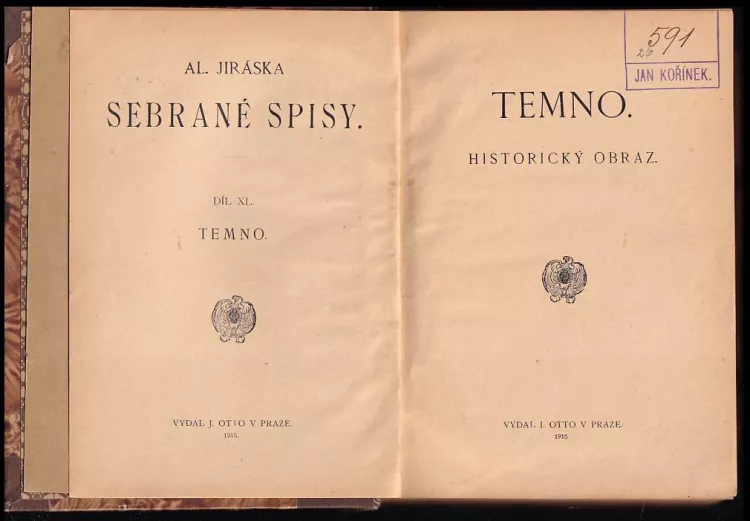 AL. JIRÁSKA
SEBRANÉ SPISY.
DÍL XL.
TEMNO.
VYDAL J. OTTO V PRAZE.
1915.
591
26
JAN KOŘÍNEK.
TEMNO.
HISTORICKÝ OBRAZ.
VYDAL J. OTTO V PRAZE.
1915